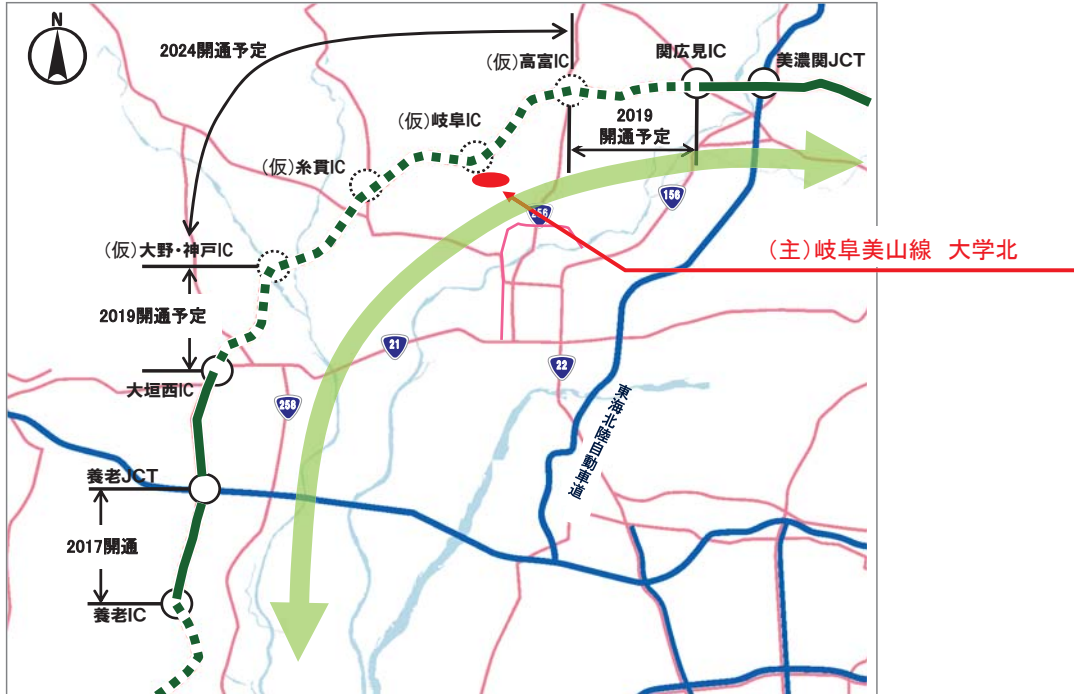 N
2024開通予定
(仮)高富IC
関広見IC
美濃関JCT
(仮)岐阜IC
2019
開通予定
(仮)糸貫IC
156
256
(仮)大野・神戸IC
(主)岐阜美山線 大学北
2019開通予定
21
22
大垣西IC
258
東海北陸自動車道
養老JCT
2017開通
養老IC